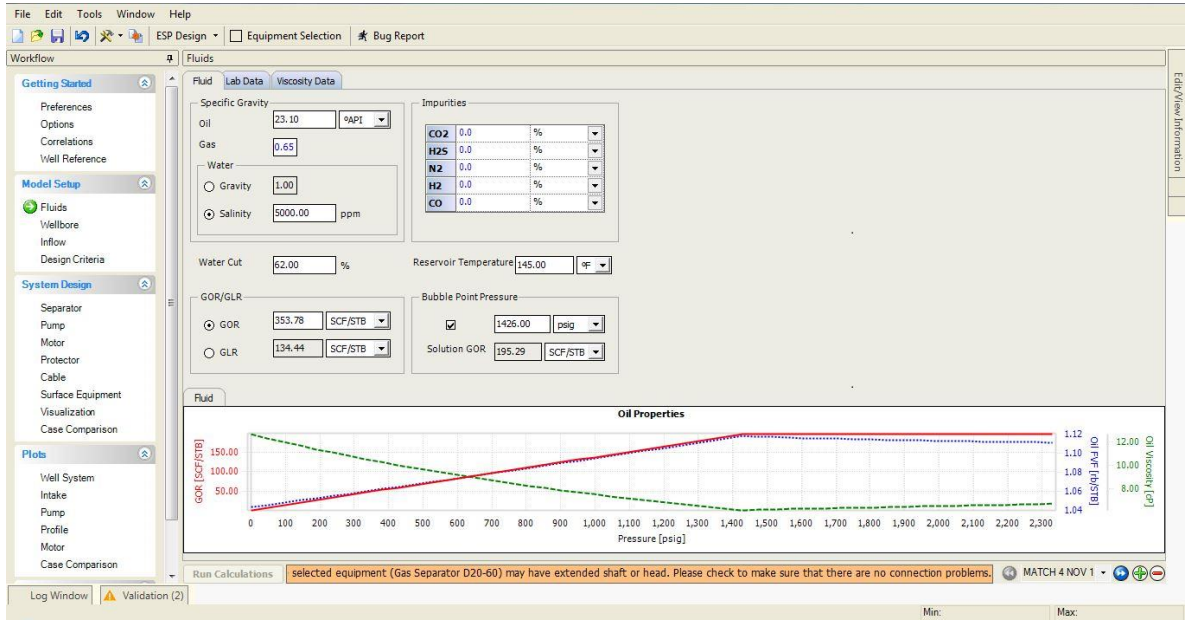 File Edit Tools Window Help
ESP Design Equipment Selection Bug Report
Workflow
Getting Started
Preferences
Options
Correlations
Well Reference
Model Setup
Fluids
Wellbore
Inflow
Design Criteria
System Design
Separator
Pump
Motor
Protector
Cable
Surface Equipment
Visualization
Case Comparison
Plots
Well System
Intake
Pump
Profile
Motor
Case Comparison
Fluids
Fluid Lab Data Viscosity Data
Specific Gravity
Oil 23.10 ºAPI
Gas 0.65
Water
Gravity 1.00
Salinity 5000.00 ppm
Impurities
CO2 0.0 %
H2S 0.0 %
N2 0.0 %
H2 0.0 %
CO 0.0 %
Water Cut 62.00 %
Reservoir Temperature 145.00 ºF
GOR/GLR
GOR 353.78 SCF/STB
GLR 134.44 SCF/STB
Bubble Point Pressure
1426.00 psig
Solution GOR 195.29 SCF/STB
Fluid
Oil Properties
GOR [SCF/STB]
150.00
100.00
50.00
1.12
1.10
1.08
1.06
1.04
Oil FVF [rb/STB]
12.00
10.00
8.00
Oil Viscosity [cP]
0 100 200 300 400 500 600 700 800 900 1,000 1,100 1,200 1,300 1,400 1,500 1,600 1,700 1,800 1,900 2,000 2,100 2,200 2,300
Pressure [psig]
Run Calculations selected equipment (Gas Separator D20-60) may have extended shaft or head. Please check to make sure that there are no connection problems. MATCH 4 NOV 1
Edit/View Information
Log Window Validation (2)
Min: Max: